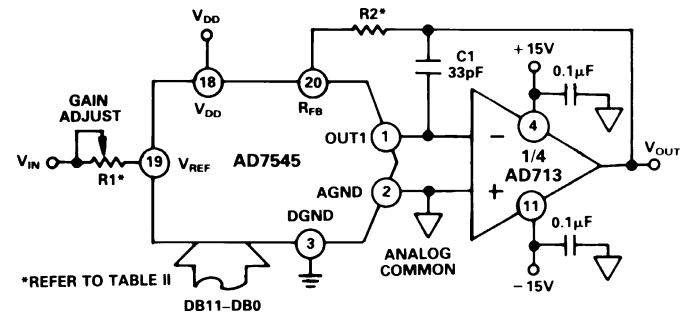 VDD
R2*
C1
33pF
+15V
0.1µF
18
VDD
20
RFB
GAIN
ADJUST
VIN
R1*
19
VREF
AD7545
OUT1
1
AGND
2
DGND
3
−
+
4
1/4
AD713
11
VOUT
0.1µF
−15V
ANALOG
COMMON
*REFER TO TABLE II
DB11–DB0